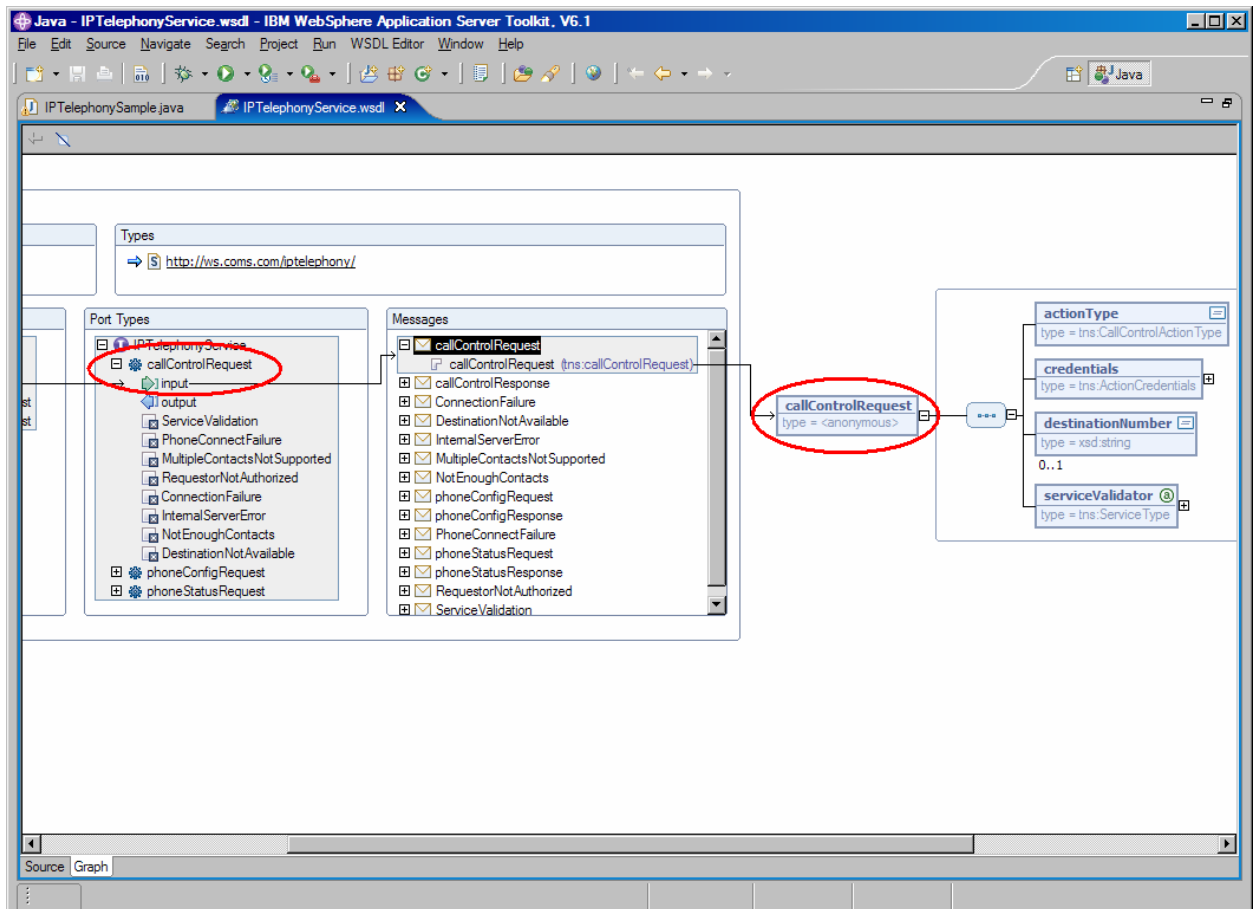 Java - IPTelephonyService.wsdl - IBM WebSphere Application Server Toolkit, V6.1
File Edit Source Navigate Search Project Run WSDL Editor Window Help
Java
IPTelephonySample.java IPTelephonyService.wsdl
Types
http://ws.coms.com/iptelephony/
Port Types
IPTelephonyService
callControlRequest
input
output
ServiceValidation
PhoneConnectFailure
MultipleContactsNotSupported
RequestorNotAuthorized
ConnectionFailure
InternalServerError
NotEnoughContacts
DestinationNotAvailable
phoneConfigRequest
phoneStatusRequest
st
st
Messages
callControlRequest
callControlRequest (tns:callControlRequest)
callControlResponse
ConnectionFailure
DestinationNotAvailable
InternalServerError
MultipleContactsNotSupported
NotEnoughContacts
phoneConfigRequest
phoneConfigResponse
PhoneConnectFailure
phoneStatusRequest
phoneStatusResponse
RequestorNotAuthorized
ServiceValidation
callControlRequest
type = <anonymous>
actionType
type = tns:CallControlActionType
credentials
type = tns:ActionCredentials
destinationNumber
type = xsd:string
0..1
serviceValidator
type = tns:ServiceType
Source Graph